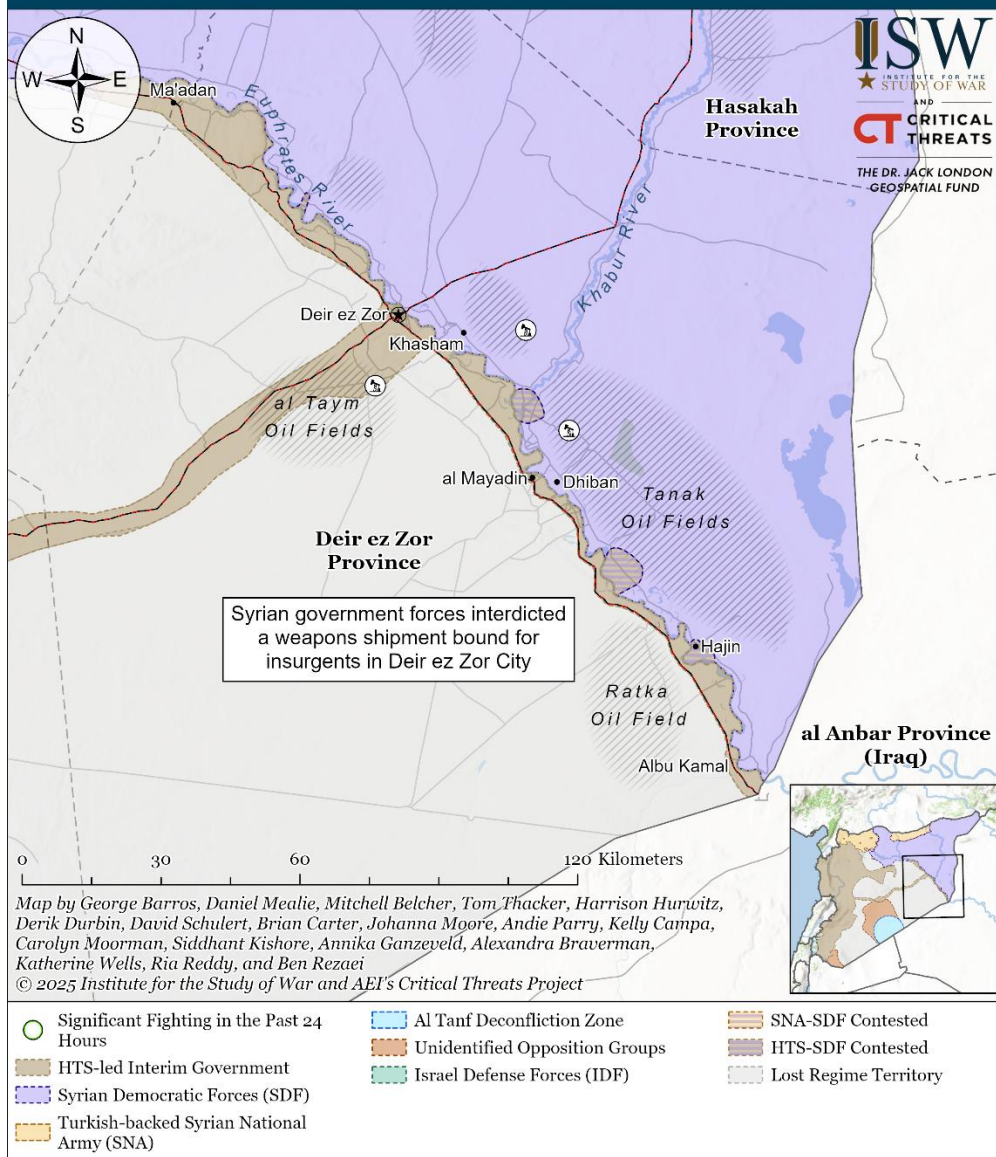 N
W
E
S
ISW
INSTITUTE FOR THE
STUDY OF WAR
AND
CT CRITICAL
THREATS
THE DR. JACK LONDON
GEOSPATIAL FUND
Ma'adan
Euphrates River
Hasakah
Province
Khabur River
Deir ez Zor
Khasham
al Taym
Oil Fields
al Mayadin
Dhiban
Tanak
Oil Fields
Deir ez Zor
Province
Syrian government forces interdicted
a weapons shipment bound for
insurgents in Deir ez Zor City
Hajin
Ratka
Oil Field
al Anbar Province
(Iraq)
Albu Kamal
0 30 60 120 Kilometers
Map by George Barros, Daniel Mealie, Mitchell Belcher, Tom Thacker, Harrison Hurwitz,
Derik Durbin, David Schulert, Brian Carter, Johanna Moore, Andie Parry, Kelly Campa,
Carolyn Moorman, Siddhant Kishore, Annika Ganzeveld, Alexandra Braverman,
Katherine Wells, Ria Reddy, and Ben Rezaei
© 2025 Institute for the Study of War and AEI's Critical Threats Project
Significant Fighting in the Past 24
Hours
HTS-led Interim Government
Syrian Democratic Forces (SDF)
Turkish-backed Syrian National
Army (SNA)
Al Tanf Deconfliction Zone
Unidentified Opposition Groups
Israel Defense Forces (IDF)
SNA-SDF Contested
HTS-SDF Contested
Lost Regime Territory